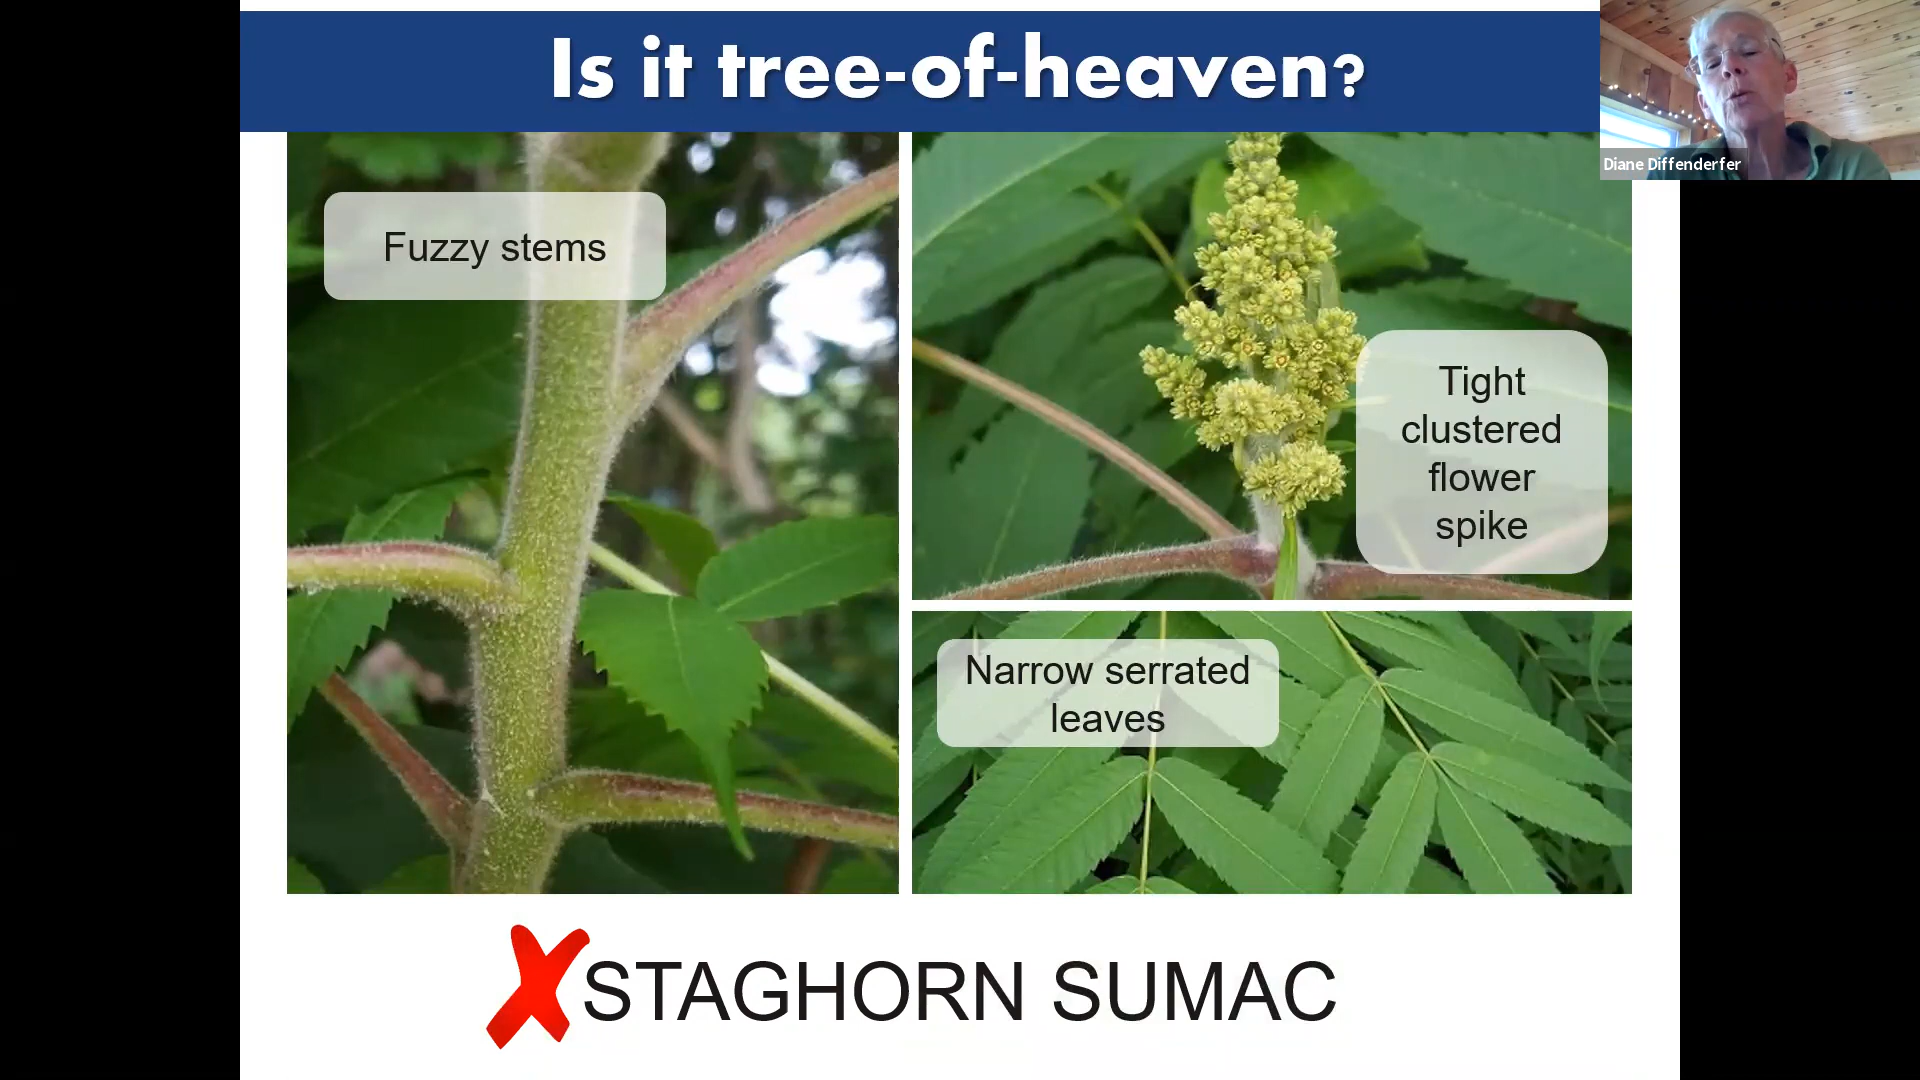 Is it tree-of-heaven?
Diane Diffenderfer
Fuzzy stems
Tight
clustered
flower
spike
Narrow serrated
leaves
STAGHORN SUMAC